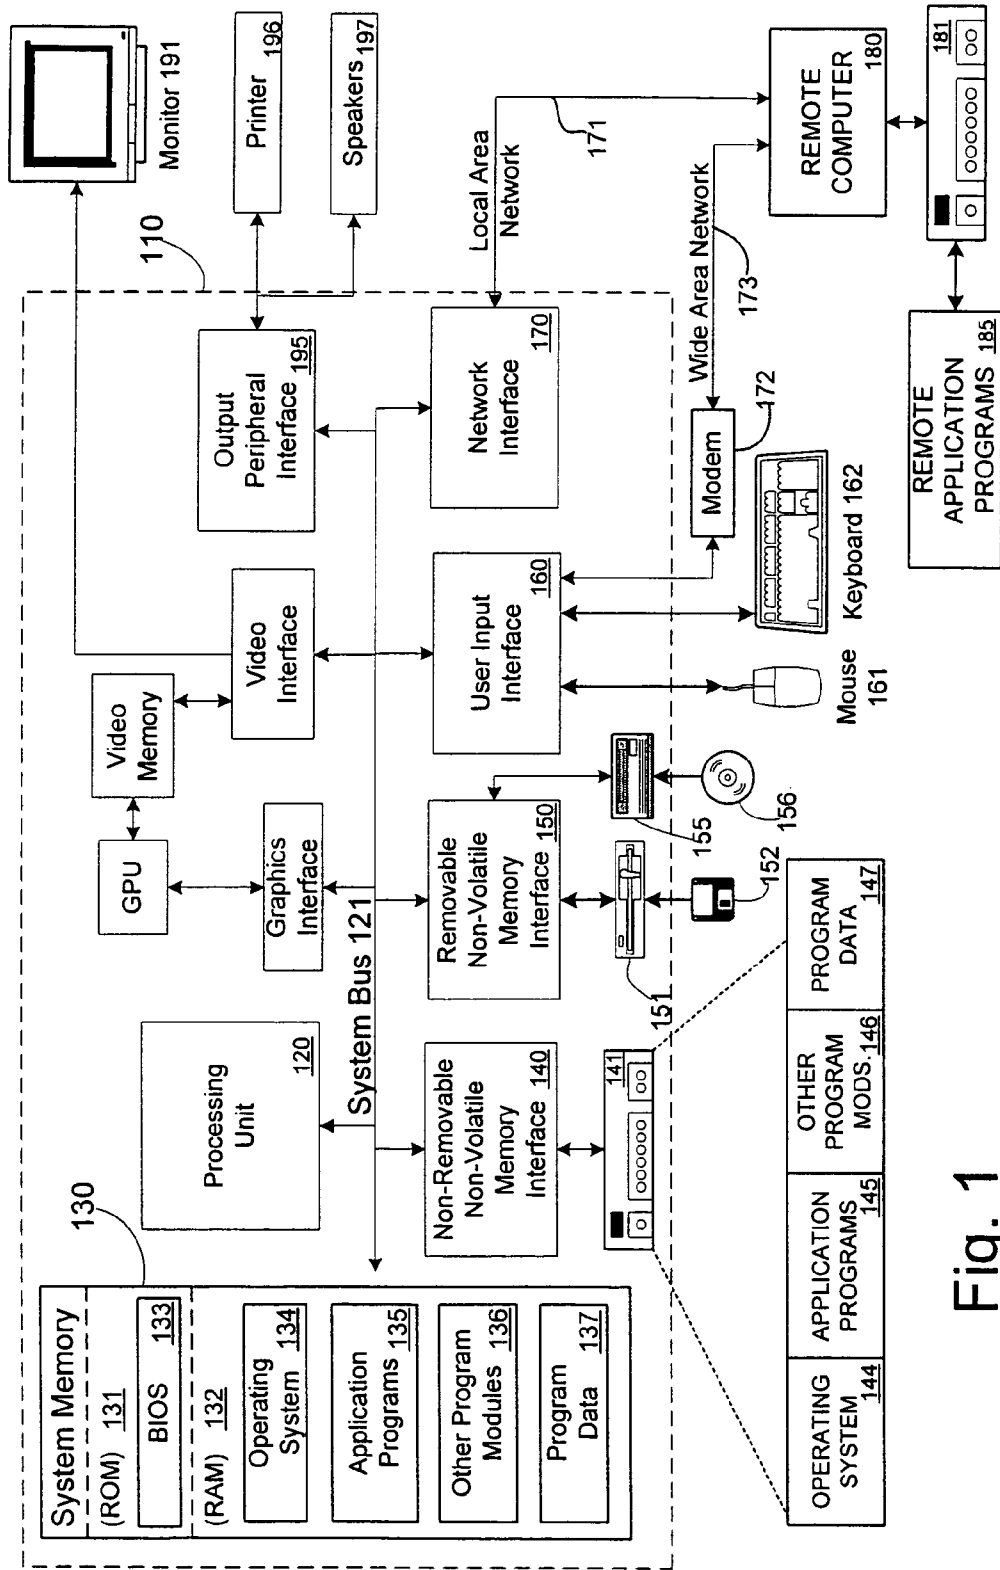 System Memory
(ROM) 131
BIOS 133
(RAM) 132
Operating
System 134
Application
Programs 135
Other Program
Modules 136
Program
Data 137
130
Processing
Unit
120
System Bus 121
GPU
Video
Memory
Graphics
Interface
Video
Interface
Output
Peripheral
Interface 195
110
Monitor 191
Printer 196
Speakers 197
Non-Removable
Non-Volatile
Memory
Interface 140
Removable
Non-Volatile
Memory
Interface 150
User Input
Interface 160
Network
Interface 170
Local Area
Network
171
Wide Area Network
173
Modem
172
141
151
152
155
156
Mouse
161
Keyboard 162
REMOTE
COMPUTER
180
181
REMOTE
APPLICATION
PROGRAMS 185
OPERATING
SYSTEM 144
APPLICATION
PROGRAMS 145
OTHER
PROGRAM
MODS. 146
PROGRAM
DATA 147
Fig. 1